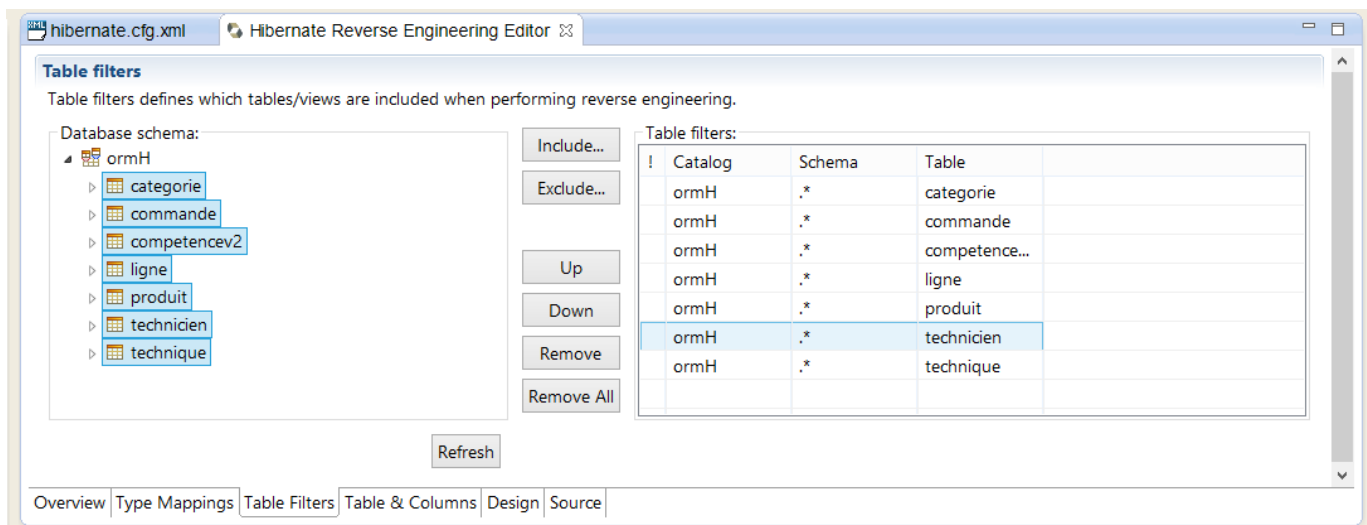 hibernate.cfg.xml Hibernate Reverse Engineering Editor
Table filters
Table filters defines which tables/views are included when performing reverse engineering.
Database schema:
ormH
categorie
commande
competencev2
ligne
produit
technicien
technique
Refresh
Include...
Exclude...
Up
Down
Remove
Remove All
Table filters:
! Catalog Schema Table
ormH .* categorie
ormH .* commande
ormH .* competence...
ormH .* ligne
ormH .* produit
ormH .* technicien
ormH .* technique
Overview Type Mappings Table Filters Table & Columns Design Source